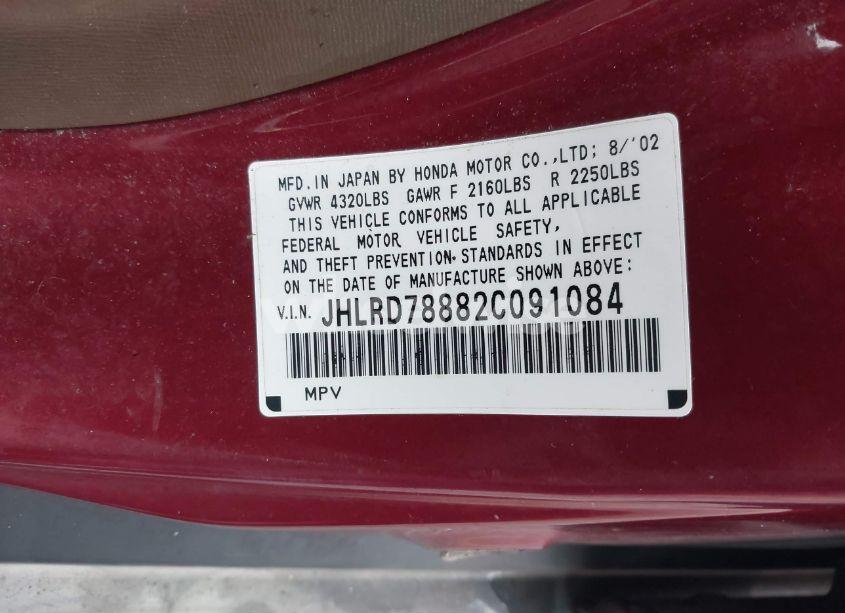 MFD.IN JAPAN BY HONDA MOTOR CO.,LTD; 8/'02
GVWR 4320LBS GAWR F 2160LBS R 2250LBS
THIS VEHICLE CONFORMS TO ALL APPLICABLE
FEDERAL MOTOR VEHICLE SAFETY,
AND THEFT PREVENTION STANDARDS IN EFFECT
ON THE DATE OF MANUFACTURE SHOWN ABOVE:
V.I.N. JHLRD78882C091084
MPV